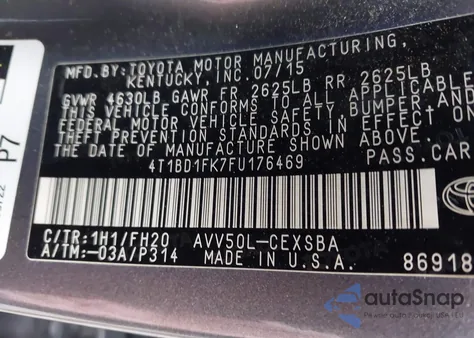 MFD.BY:TOYOTA MOTOR MANUFACTURING,
KENTUCKY,INC.07/15
GVWR 4630LB GAWR FR 2625LB RR 2625LB
THIS VEHICLE CONFORMS TO ALL APPLICABLE
FEDERAL MOTOR VEHICLE SAFETY, BUMPER, AND
THEFT PREVENTION STANDARDS IN EFFECT ON
THE DATE OF MANUFACTURE SHOWN ABOVE.
4T1BD1FK7FU176469 PASS.CAR
C/TR:1H1/FH20 AVV50L-CEXSBA
A/TM:-03A/P314 MADE IN U.S.A.
86918
P7
autoSnap